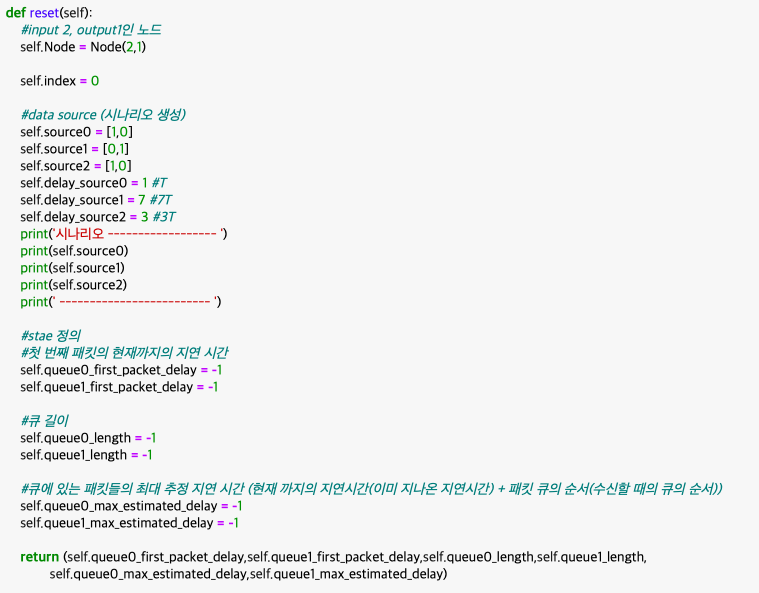 def reset(self):
    #input 2, output1인 노드
    self.Node = Node(2,1)

    self.index = 0

    #data source (시나리오 생성)
    self.source0 = [1,0]
    self.source1 = [0,1]
    self.source2 = [1,0]
    self.delay_source0 = 1 #T
    self.delay_source1 = 7 #7T
    self.delay_source2 = 3 #3T
    print('시나리오 ------------------ ')
    print(self.source0)
    print(self.source1)
    print(self.source2)
    print(' ------------------------- ')

    #stae 정의
    #첫 번째 패킷의 현재까지의 지연 시간
    self.queue0_first_packet_delay = -1
    self.queue1_first_packet_delay = -1

    #큐 길이
    self.queue0_length = -1
    self.queue1_length = -1

    #큐에 있는 패킷들의 최대 추정 지연 시간 (현재 까지의 지연시간(이미 지나온 지연시간) + 패킷 큐의 순서(수신할 때의 큐의 순서))
    self.queue0_max_estimated_delay = -1
    self.queue1_max_estimated_delay = -1

    return (self.queue0_first_packet_delay,self.queue1_first_packet_delay,self.queue0_length,self.queue1_length,
            self.queue0_max_estimated_delay,self.queue1_max_estimated_delay)